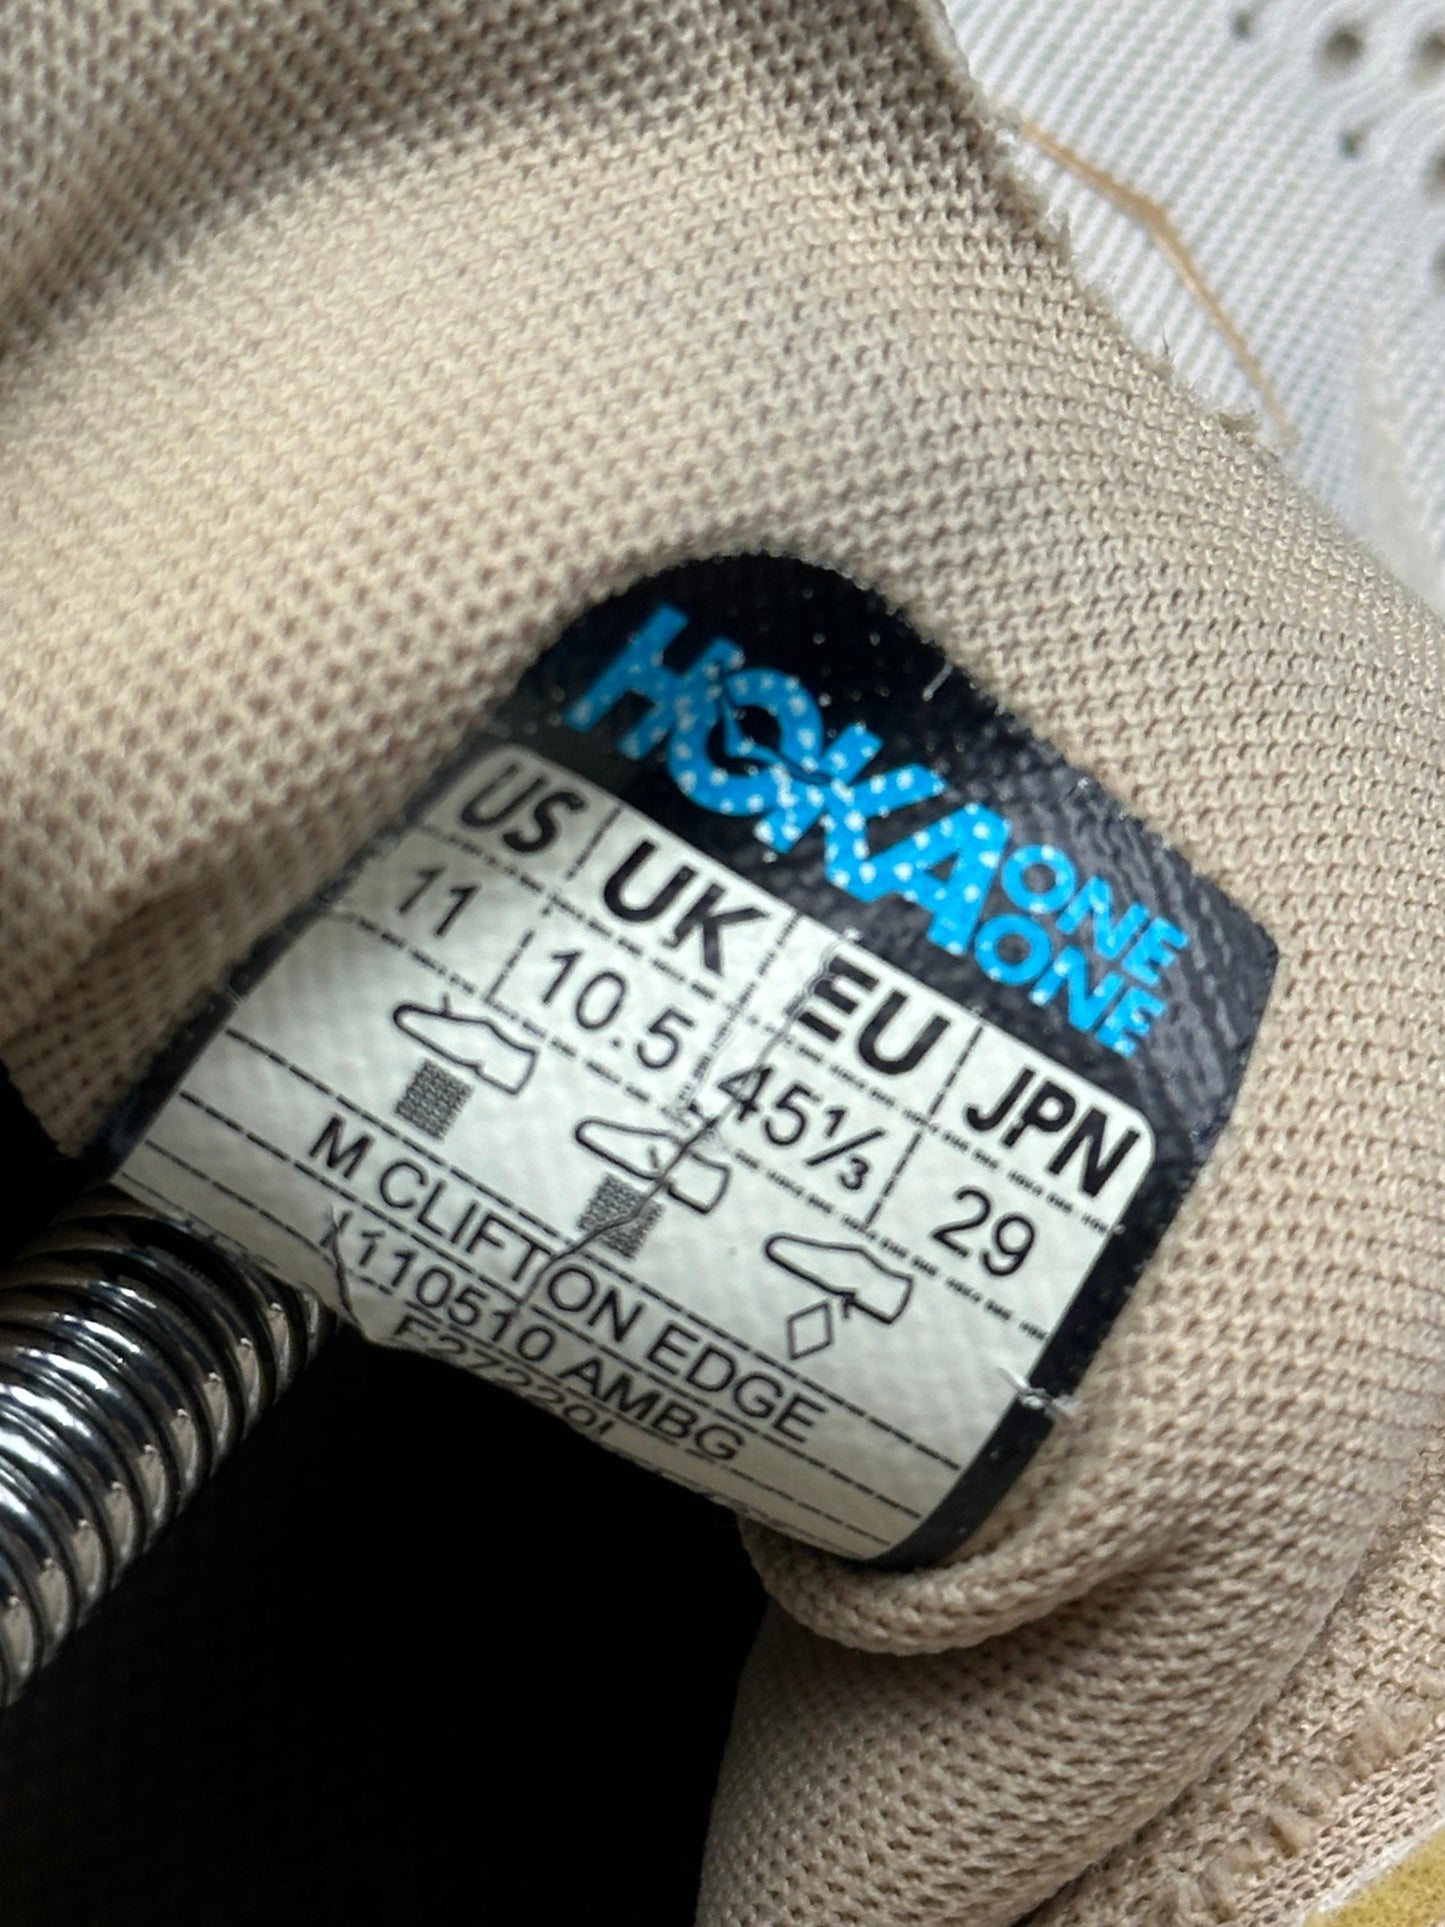 HOKA ONE ONE
US UK EU JPN
11 10.5 45⅓ 29
M CLIFTON EDGE
1110510 AMBG